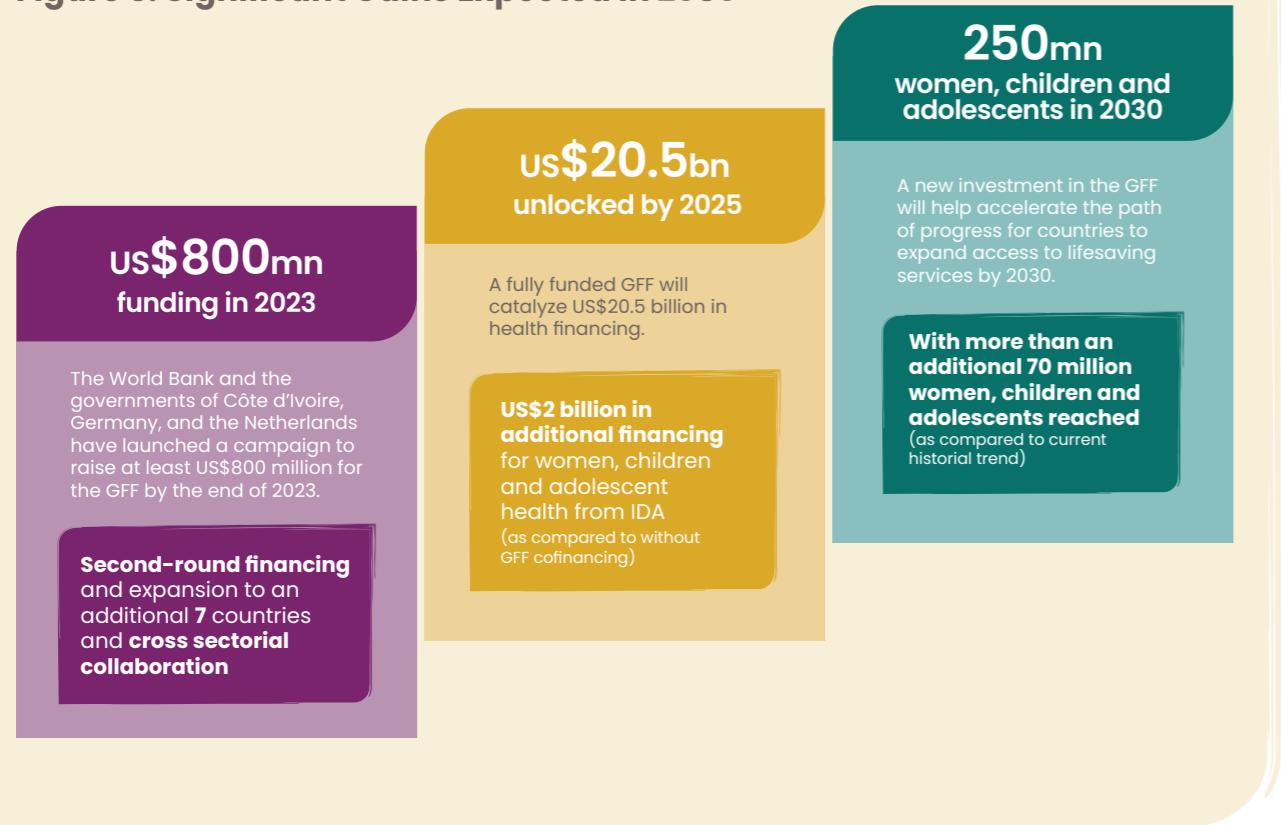 US$800mn
funding in 2023
The World Bank and the
governments of Côte d’Ivoire,
Germany, and the Netherlands
have launched a campaign to
raise at least US$800 million for
the GFF by the end of 2023.
Second-round financing
and expansion to an
additional 7 countries
and cross sectorial
collaboration
US$20.5bn
unlocked by 2025
A fully funded GFF will
catalyze US$20.5 billion in
health financing.
US$2 billion in
additional financing
for women, children
and adolescent
health from IDA
(as compared to without
GFF cofinancing)
250mn
women, children and
adolescents in 2030
A new investment in the GFF
will help accelerate the path
of progress for countries to
expand access to lifesaving
services by 2030.
With more than an
additional 70 million
women, children and
adolescents reached
(as compared to current
historial trend)